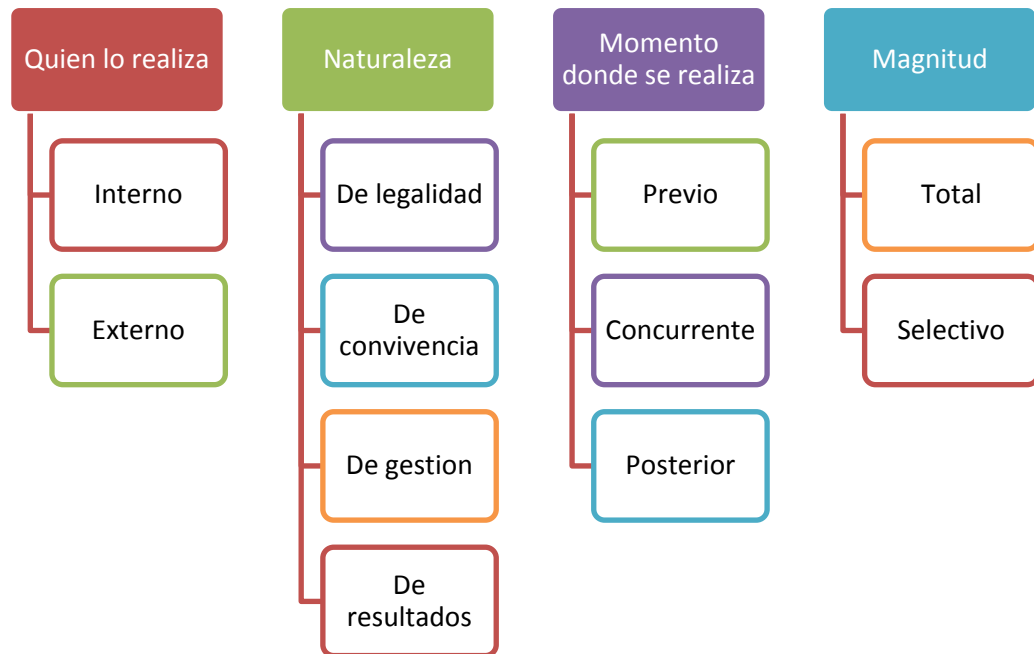 Quien lo realiza
Interno
Externo
Naturaleza
De legalidad
De
convivencia
De gestion
De
resultados
Momento
donde se realiza
Previo
Concurrente
Posterior
Magnitud
Total
Selectivo